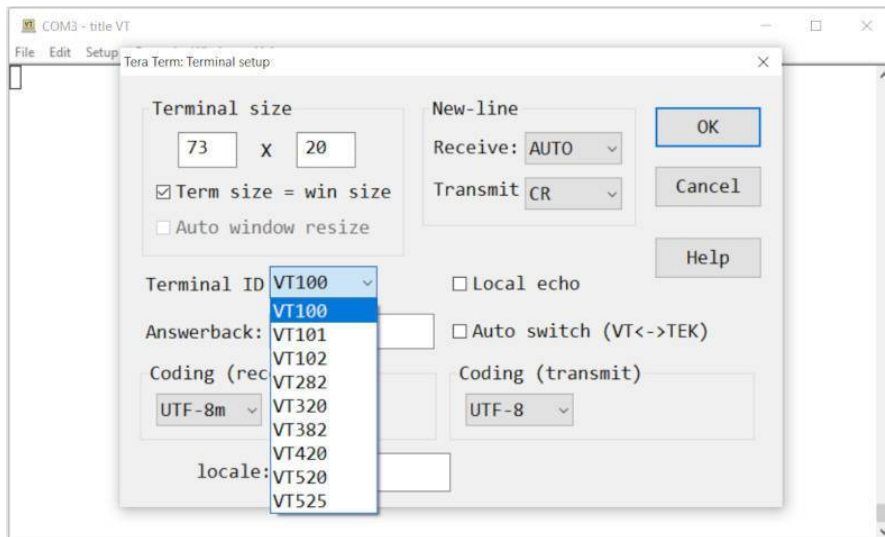 VT COM3 - title VT
File Edit Setup
Tera Term: Terminal setup
Terminal size
73 x 20
Term size = win size
Auto window resize
New-line
Receive: AUTO
Transmit CR
OK
Cancel
Help
Terminal ID VT100
VT100
VT101
VT102
VT282
VT320
VT382
VT420
VT520
VT525
Local echo
Answerback:
Auto switch (VT<->TEK)
Coding (rec
UTF-8m
Coding (transmit)
UTF-8
locale: